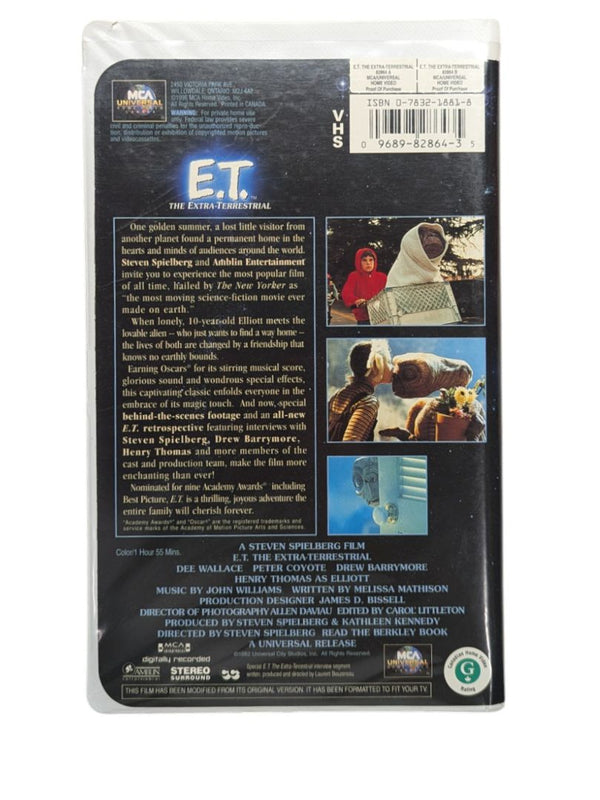 MCA
UNIVERSAL
HOME VIDEO
CANADA
2450 VICTORIA PARK AVE.
WILLOWDALE, ONTARIO M2J 4A2
©1996 MCA Home Video, Inc.
All Rights Reserved. Printed in CANADA.
WARNING: For private home use
only. Federal law provides severe
civil and criminal penalties for the unauthorized reproduc-
tion, distribution or exhibition of copyrighted motion pictures
and videocassettes.
E.T. THE EXTRA-TERRESTRIAL
82864 A
MCA/UNIVERSAL
HOME VIDEO
Proof Of Purchase
E.T. THE EXTRA-TERRESTRIAL
82864 B
MCA/UNIVERSAL
HOME VIDEO
Proof Of Purchase
VHS
ISBN 0-7832-1881-8
0 9689-82864-3 5
E.T.™
THE EXTRA-TERRESTRIAL
One golden summer, a lost little visitor from
another planet found a permanent home in the
hearts and minds of audiences around the world.
Steven Spielberg and Amblin Entertainment
invite you to experience the most popular film
of all time, hailed by The New Yorker as
"the most moving science-fiction movie ever
made on earth."
When lonely, 10-year-old Elliott meets the
lovable alien -- who just wants to find a way home --
the lives of both are changed by a friendship that
knows no earthly bounds.
Earning Oscars® for its stirring musical score,
glorious sound and wondrous special effects,
this captivating classic enfolds everyone in the
embrace of its magic touch. And now, special
behind-the-scenes footage and an all-new
E.T. retrospective featuring interviews with
Steven Spielberg, Drew Barrymore,
Henry Thomas and more members of the
cast and production team, make the film more
enchanting than ever!
Nominated for nine Academy Awards® including
Best Picture, E.T. is a thrilling, joyous adventure the
entire family will cherish forever.
"Academy Awards®" and "Oscar®" are the registered trademarks and
service marks of the Academy of Motion Picture Arts and Sciences.
Color/1 Hour 55 Mins.
A STEVEN SPIELBERG FILM
E.T. THE EXTRA-TERRESTRIAL
DEE WALLACE PETER COYOTE DREW BARRYMORE
HENRY THOMAS AS ELLIOTT
MUSIC BY JOHN WILLIAMS WRITTEN BY MELISSA MATHISON
PRODUCTION DESIGNER JAMES D. BISSELL
DIRECTOR OF PHOTOGRAPHY ALLEN DAVIAU EDITED BY CAROL LITTLETON
PRODUCED BY STEVEN SPIELBERG & KATHLEEN KENNEDY
DIRECTED BY STEVEN SPIELBERG READ THE BERKLEY BOOK
A UNIVERSAL RELEASE
©1982 Universal City Studios, Inc. All Rights Reserved.
MCA
digitally recorded
AMBLIN
Entertainment
STEREO
SURROUND
Special E.T. The Extra-Terrestrial interview segment
written, produced and directed by Laurent Bouzereau
MCA
UNIVERSAL
Canadian Home Video
G
Rating
THIS FILM HAS BEEN MODIFIED FROM ITS ORIGINAL VERSION. IT HAS BEEN FORMATTED TO FIT YOUR TV.